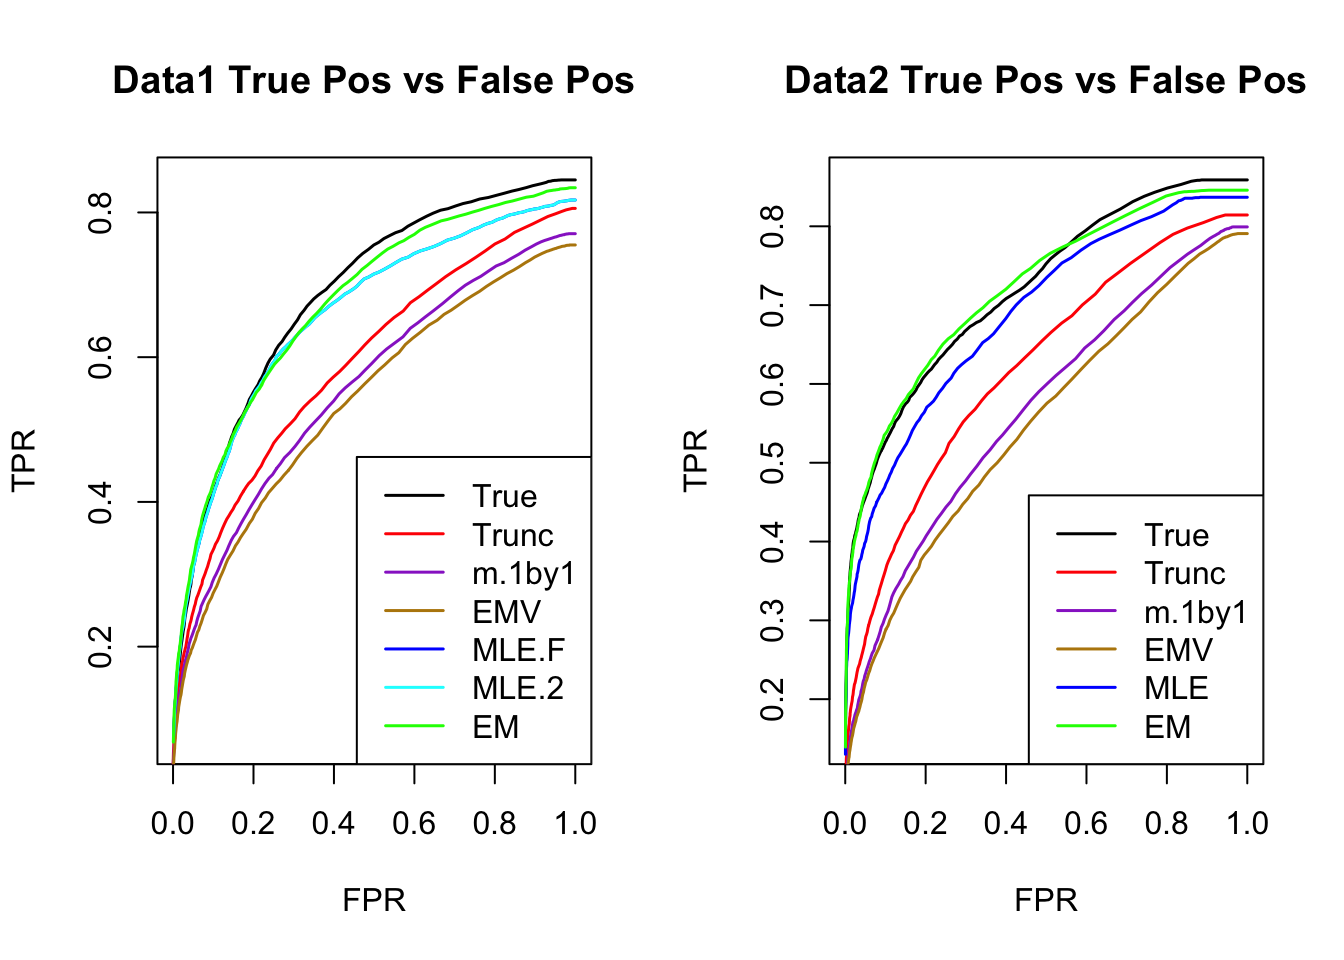 Data1 True Pos vs False Pos
TPR
0.8
0.6
0.4
0.2
True
Trunc
m.1by1
EMV
MLE.F
MLE.2
EM
0.0 0.2 0.4 0.6 0.8 1.0
FPR
Data2 True Pos vs False Pos
TPR
0.8
0.7
0.6
0.5
0.4
0.3
0.2
True
Trunc
m.1by1
EMV
MLE
EM
0.0 0.2 0.4 0.6 0.8 1.0
FPR